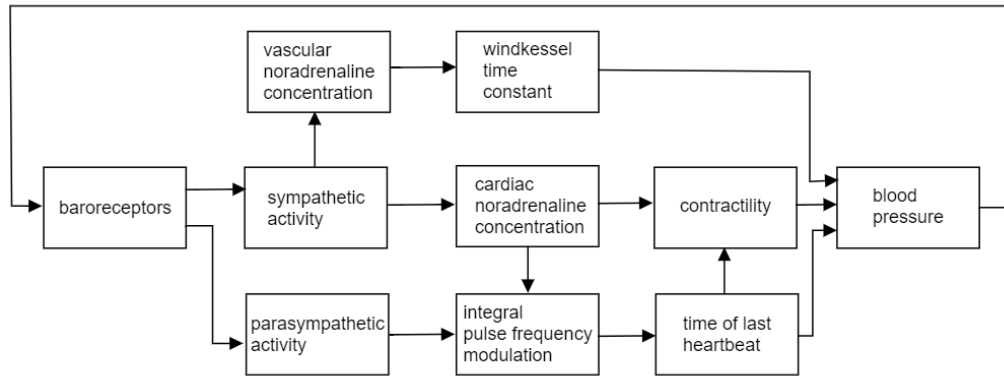 vascular
noradrenaline
concentration
windkessel
time
constant
baroreceptors
sympathetic
activity
cardiac
noradrenaline
concentration
contractility
blood
pressure
parasympathetic
activity
integral
pulse frequency
modulation
time of last
heartbeat